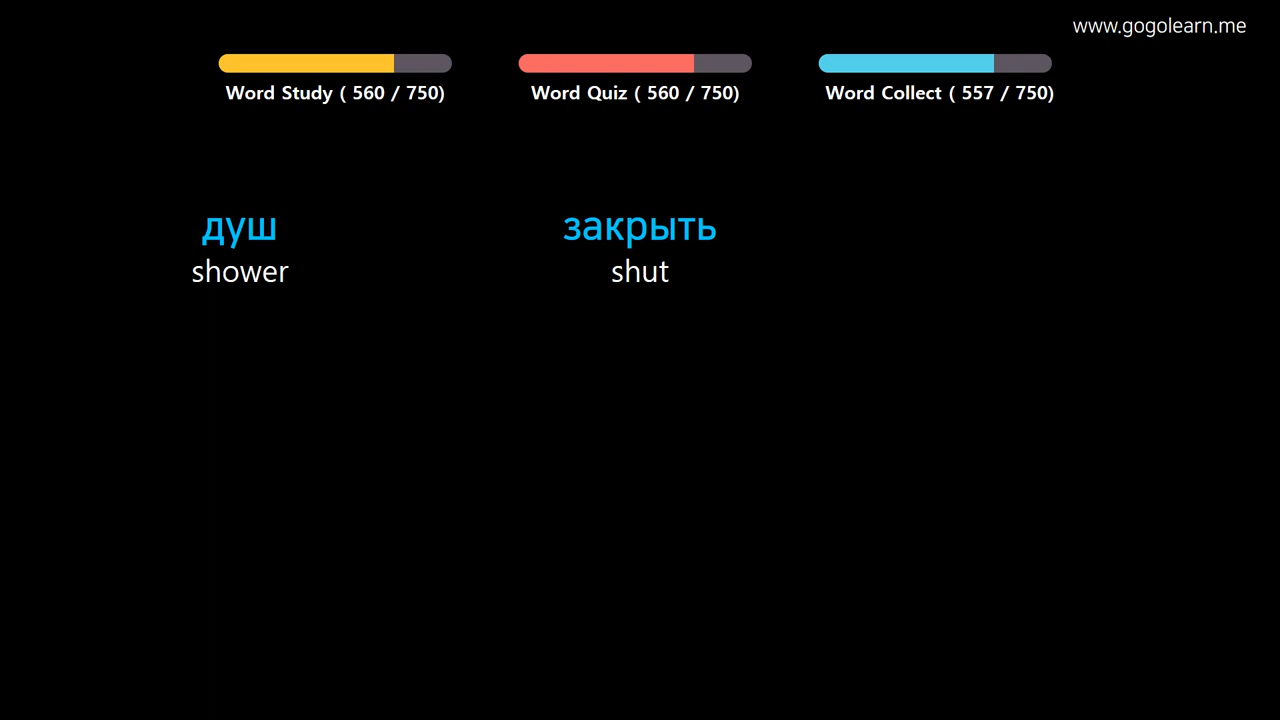 www.gogolearn.me
Word Study ( 560 / 750)
Word Quiz ( 560 / 750)
Word Collect ( 557 / 750)
душ
shower
закрыть
shut